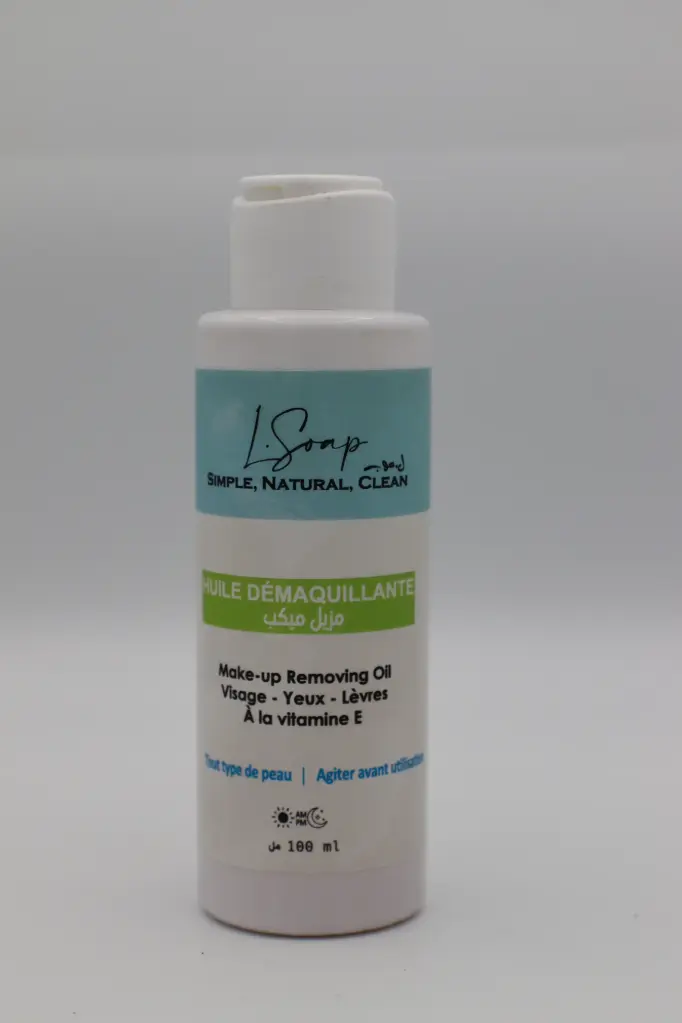 L.Soap
SIMPLE, NATURAL, CLEAN
HUILE DÉMAQUILLANTE
مزيل ميكب
Make-up Removing Oil
Visage - Yeux - Lèvres
À la vitamine E
Tout type de peau | Agiter avant utilisation
AM
PM
100 ml مل